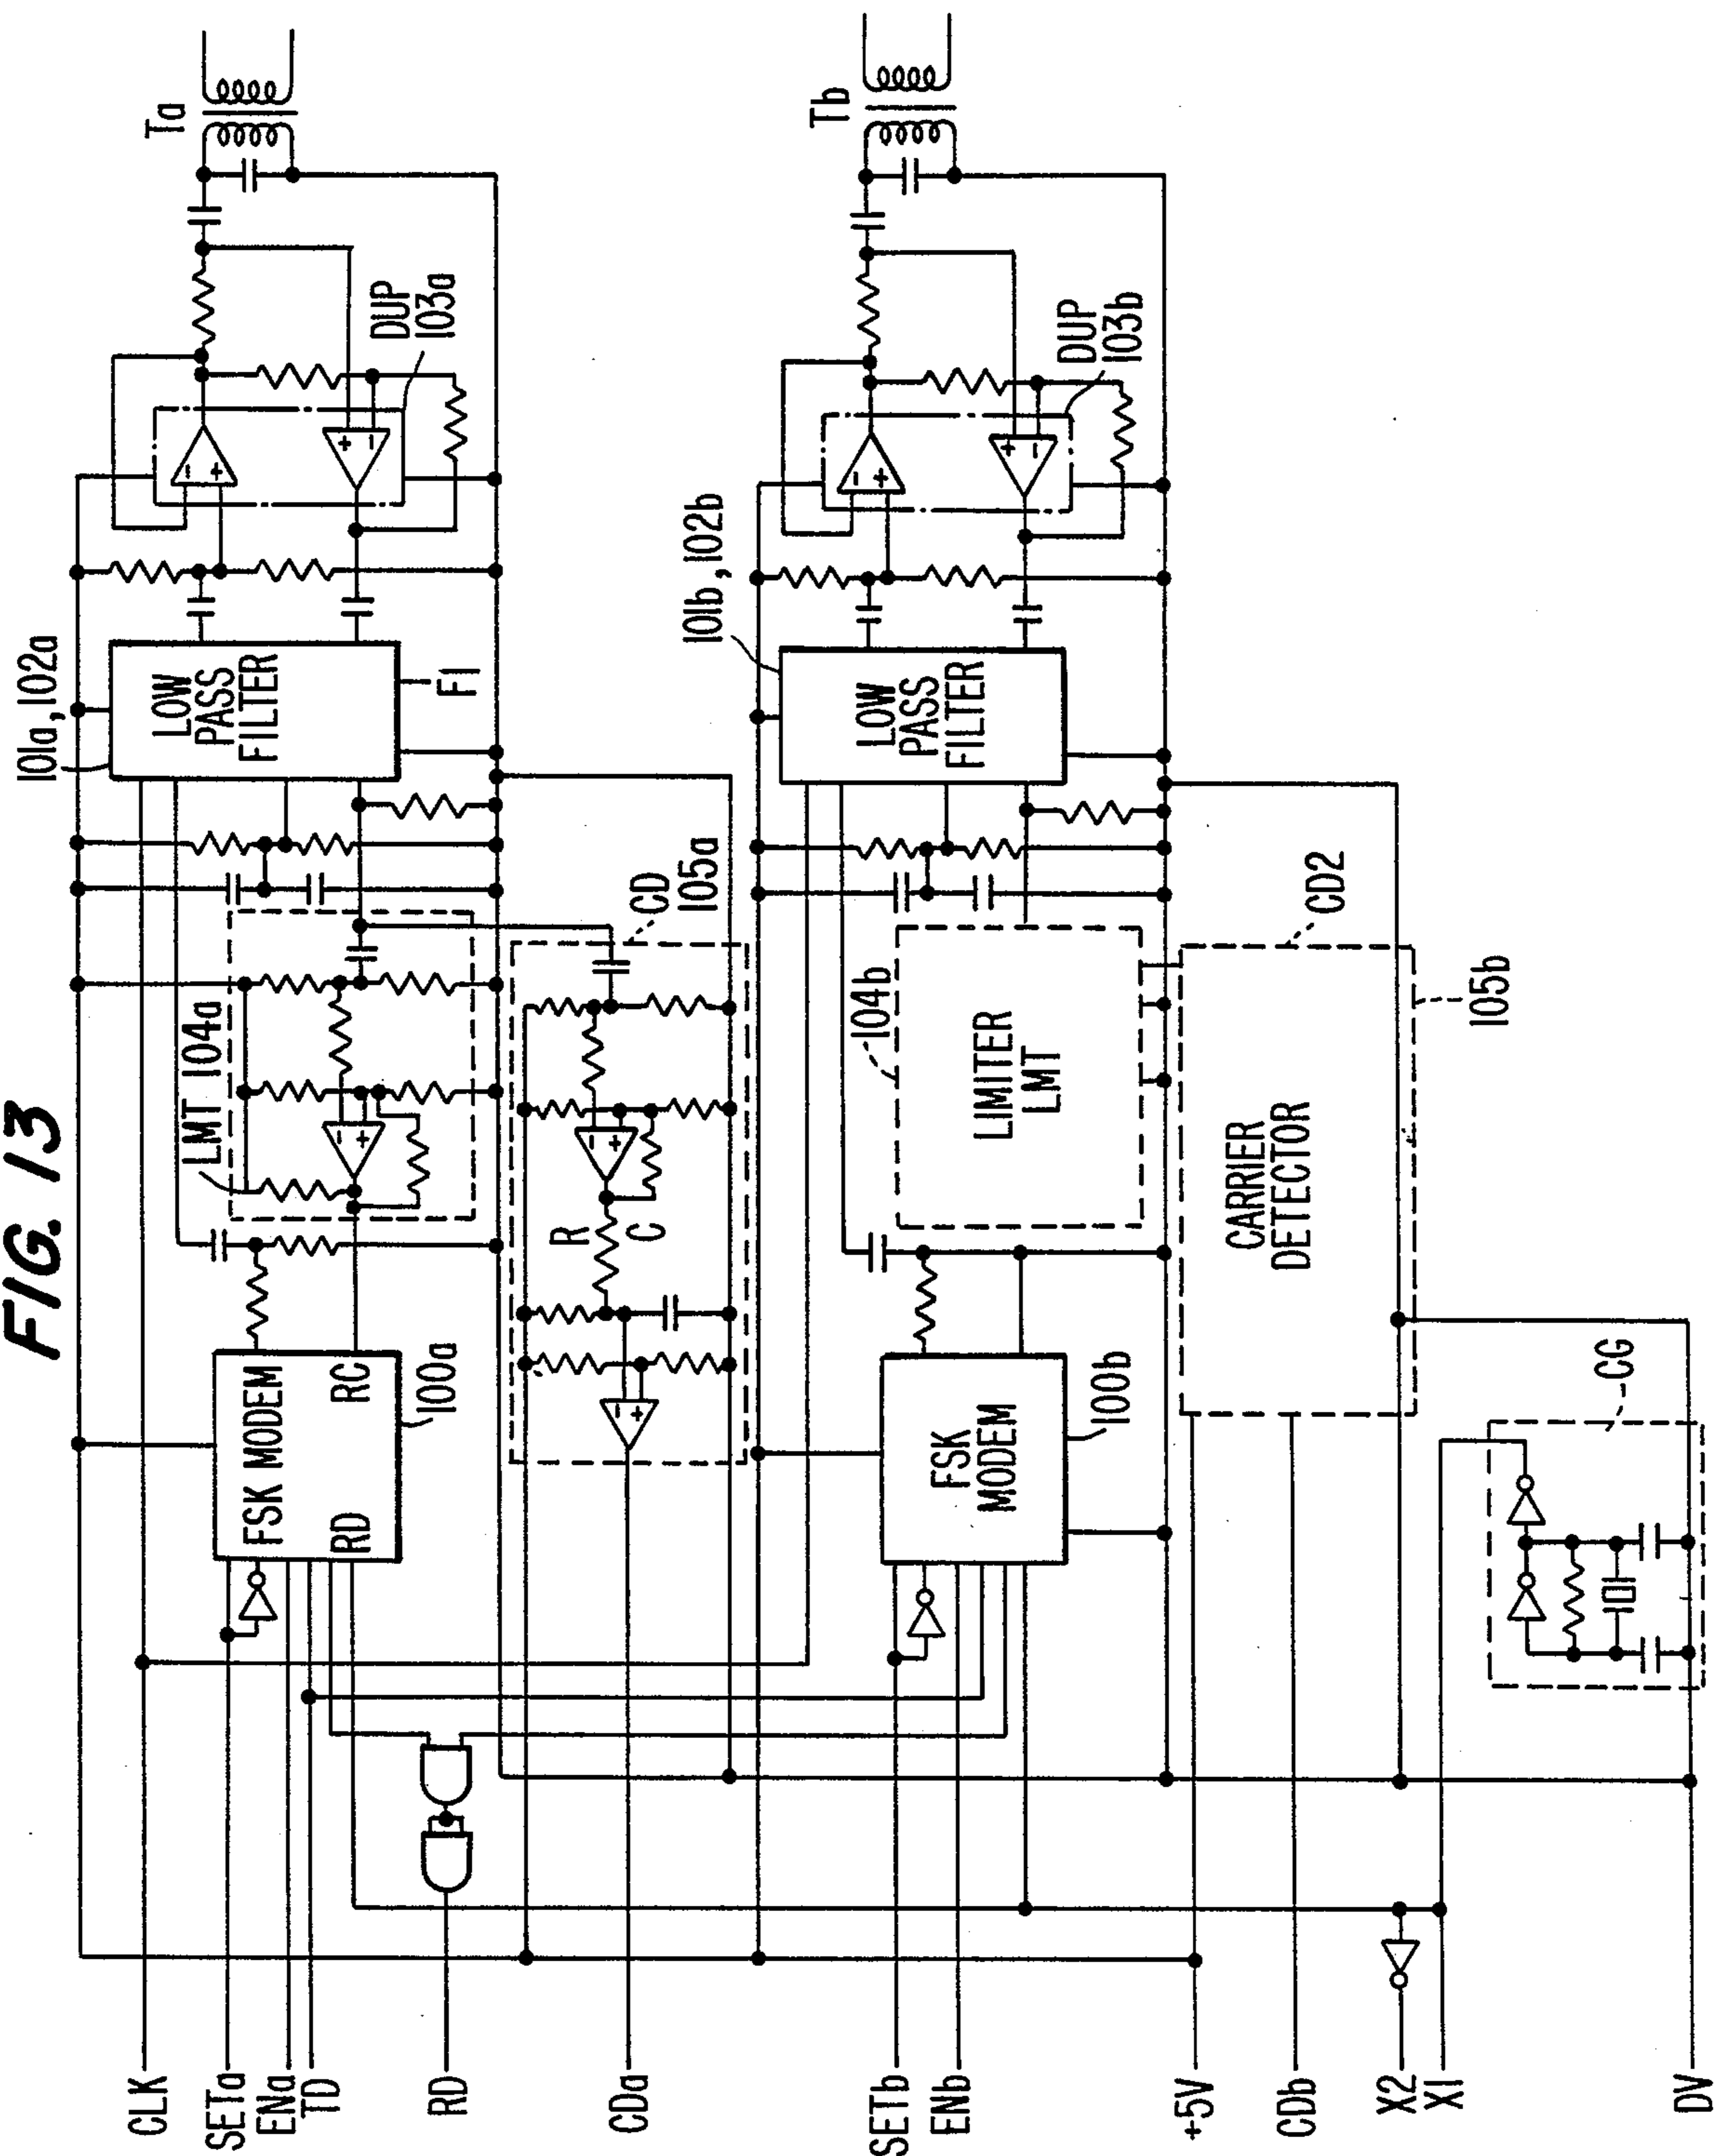 FIG. 13
CLK
SETa
ENa
TD
RD
CDa
SETb
ENb
+5V
CDb
X2
X1
DV
FSK MODEM
RD
RC
100a
LMT 104a
- +
101a, 102a
LOW
PASS
FILTER
F1
- +
+ -
DUP
103a
Ta
CD
105a
- +
R
C
- +
FSK
MODEM
100b
104b
LIMITER
LMT
101b, 102b
LOW
PASS
FILTER
- +
+ -
DUP
103b
Tb
CARRIER
DETECTOR
CD2
105b
CG